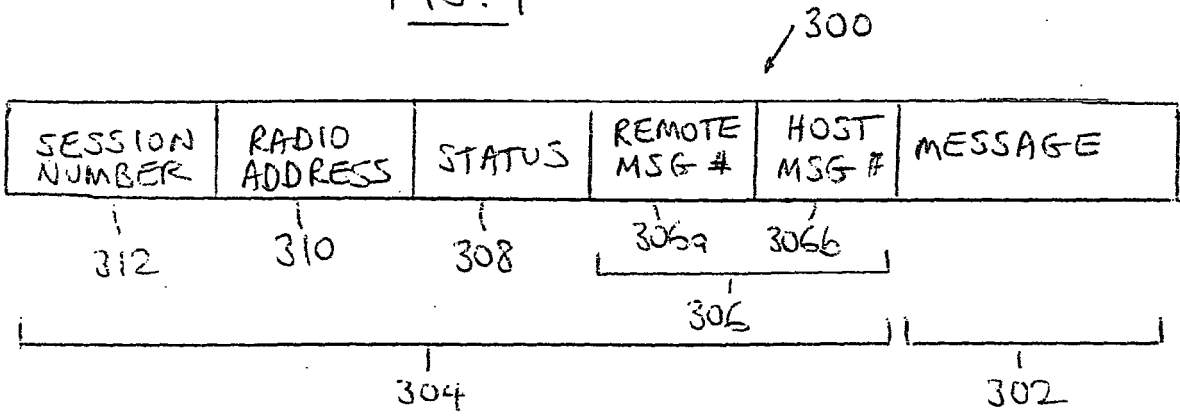 300
SESSION NUMBER
RADIO ADDRESS
STATUS
REMOTE MSG #
HOST MSG #
MESSAGE
312
310
308
306a
306b
306
304
302